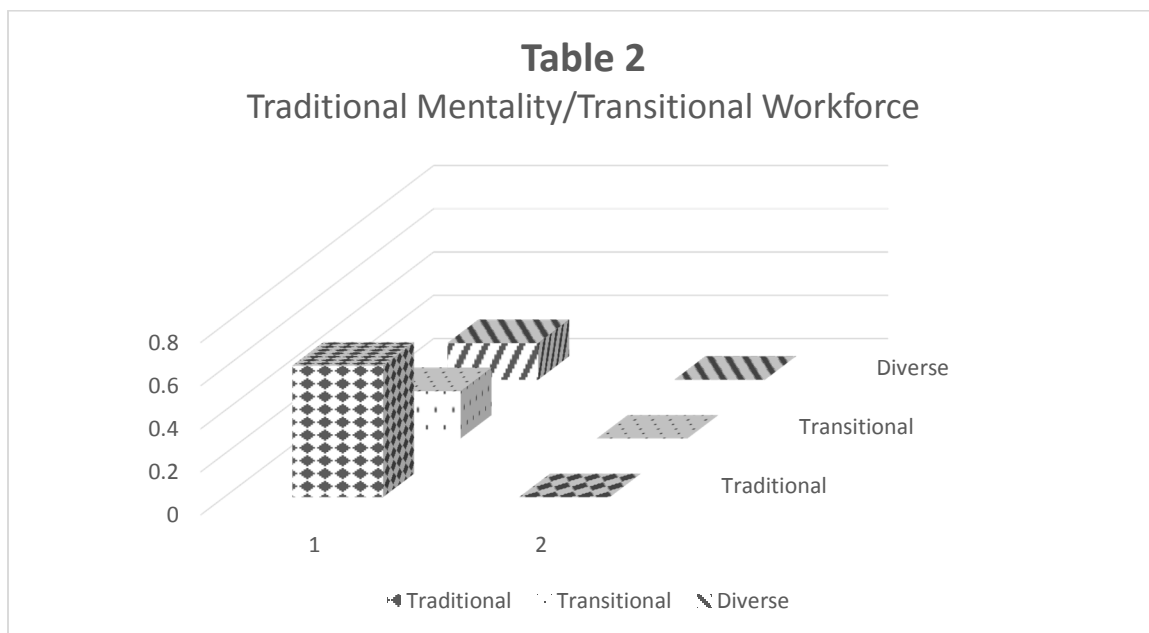 Table 2
Traditional Mentality/Transitional Workforce
0.8
0.6
0.4
0.2
0
Diverse
Transitional
Traditional
1 2
Traditional Transitional Diverse